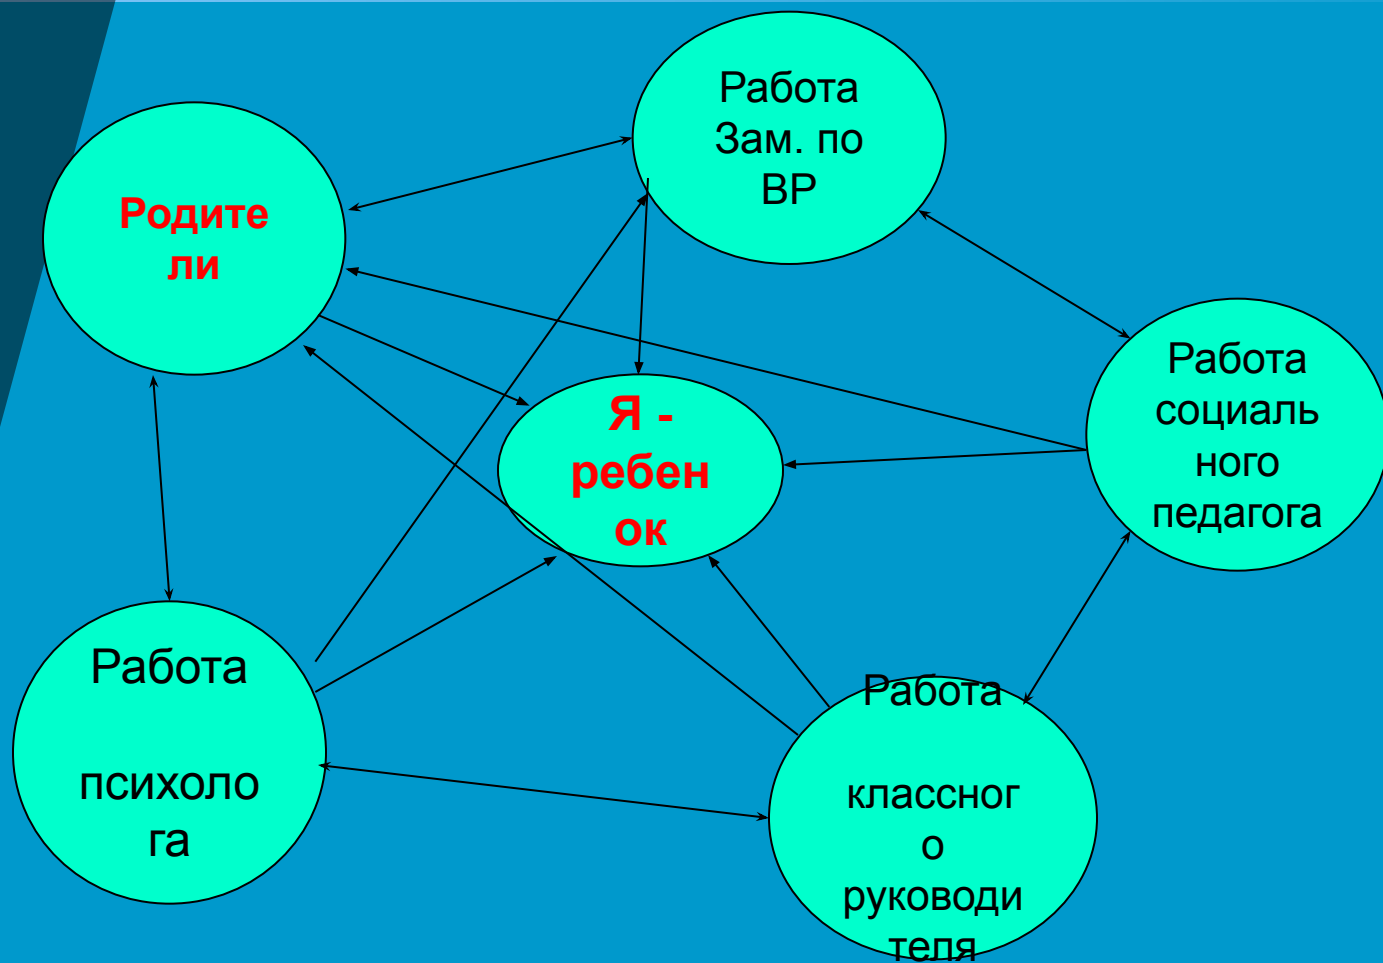 Работа
Зам. по
ВР
Родите
ли
Работа
социаль
ного
педагога
Я -
ребен
ок
Работа
психоло
га
Работа
классног
о
руководи
теля